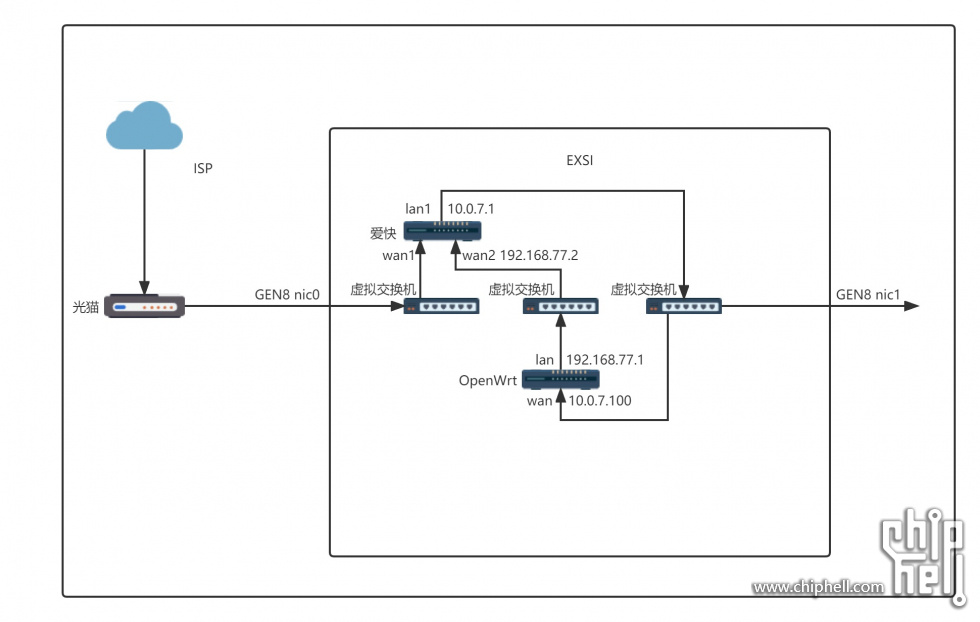 ISP
EXSI
lan1 10.0.7.1
爱快
wan1
wan2 192.168.77.2
光猫
GEN8 nic0
虚拟交换机
虚拟交换机
虚拟交换机
GEN8 nic1
lan 192.168.77.1
OpenWrt
wan 10.0.7.100
www.chiphell.com
chip
hell